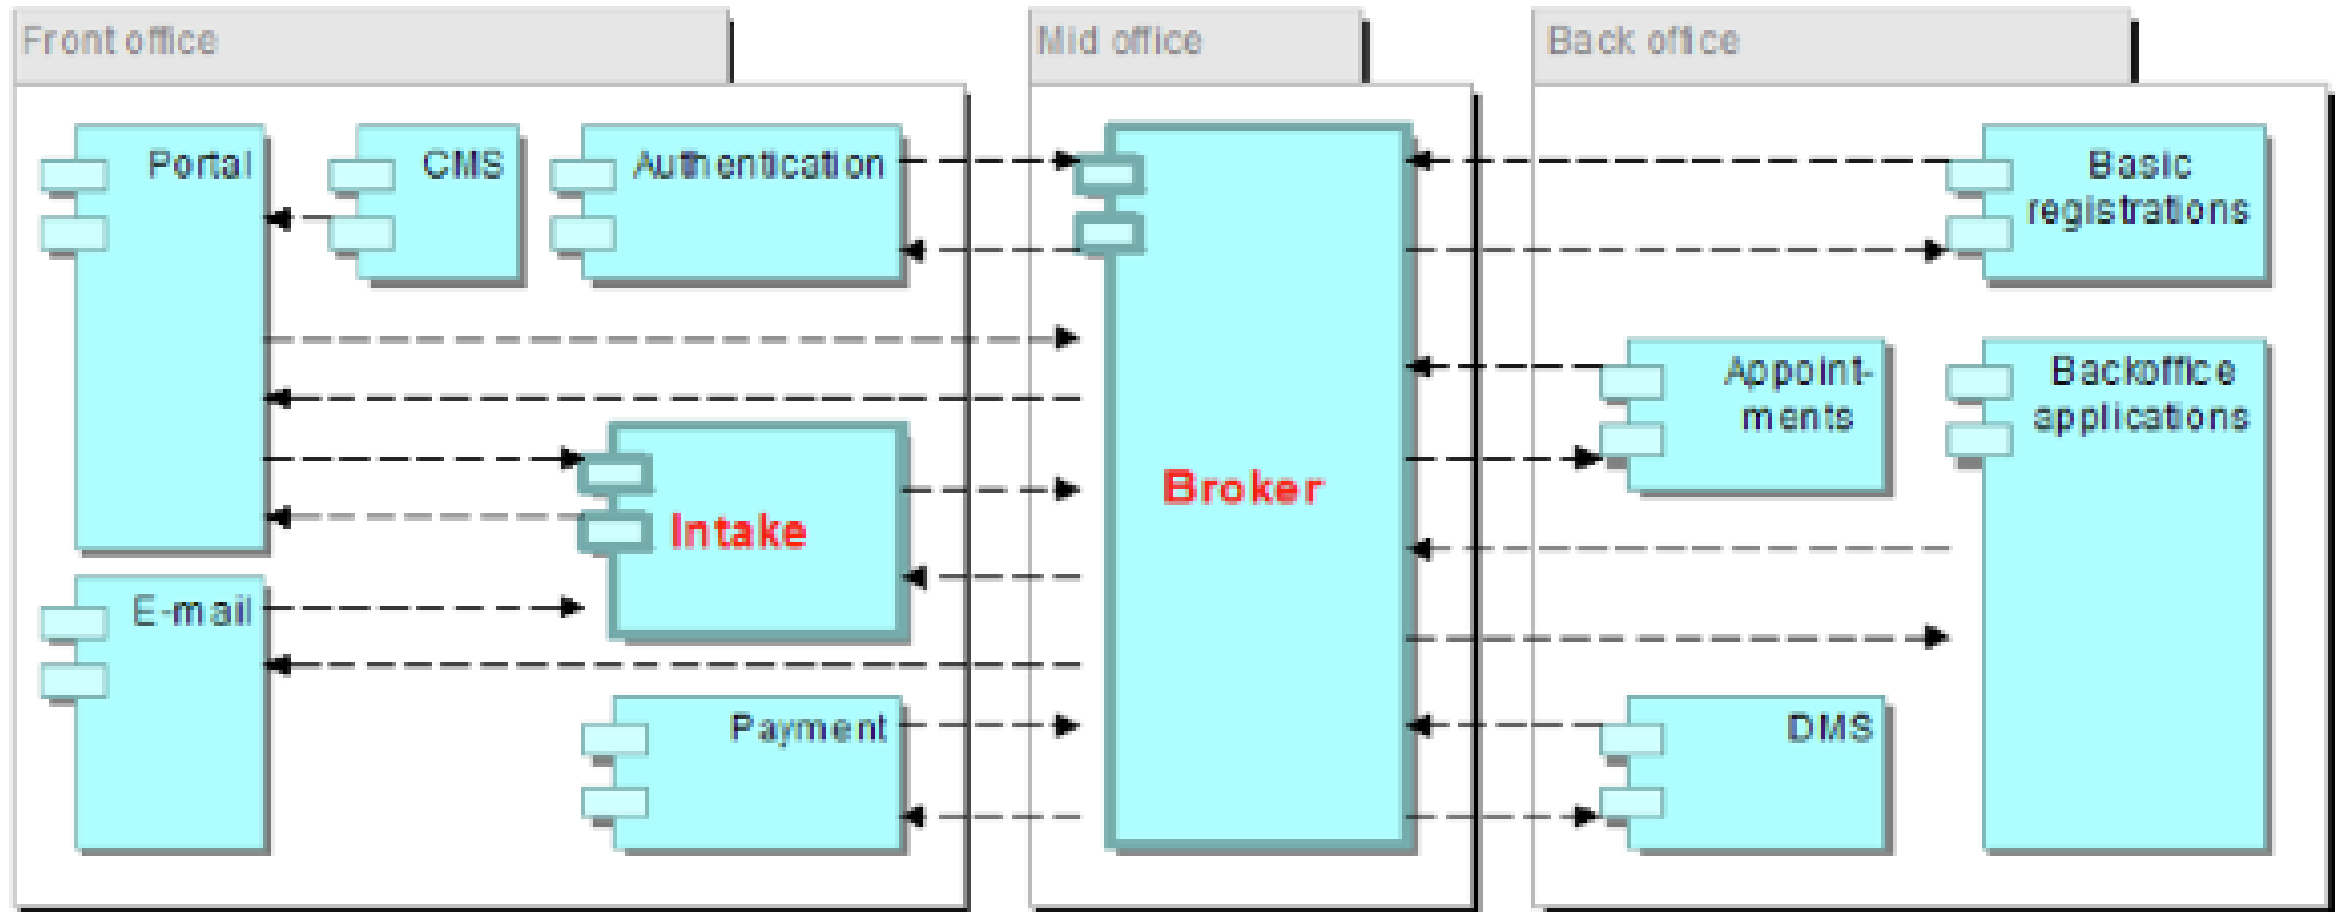 Front office
Mid office
Back office
Portal
CMS
Authentication
Basic
registrations
Appoint-
ments
Backoffice
applications
Broker
Intake
E-mail
Payment
DMS